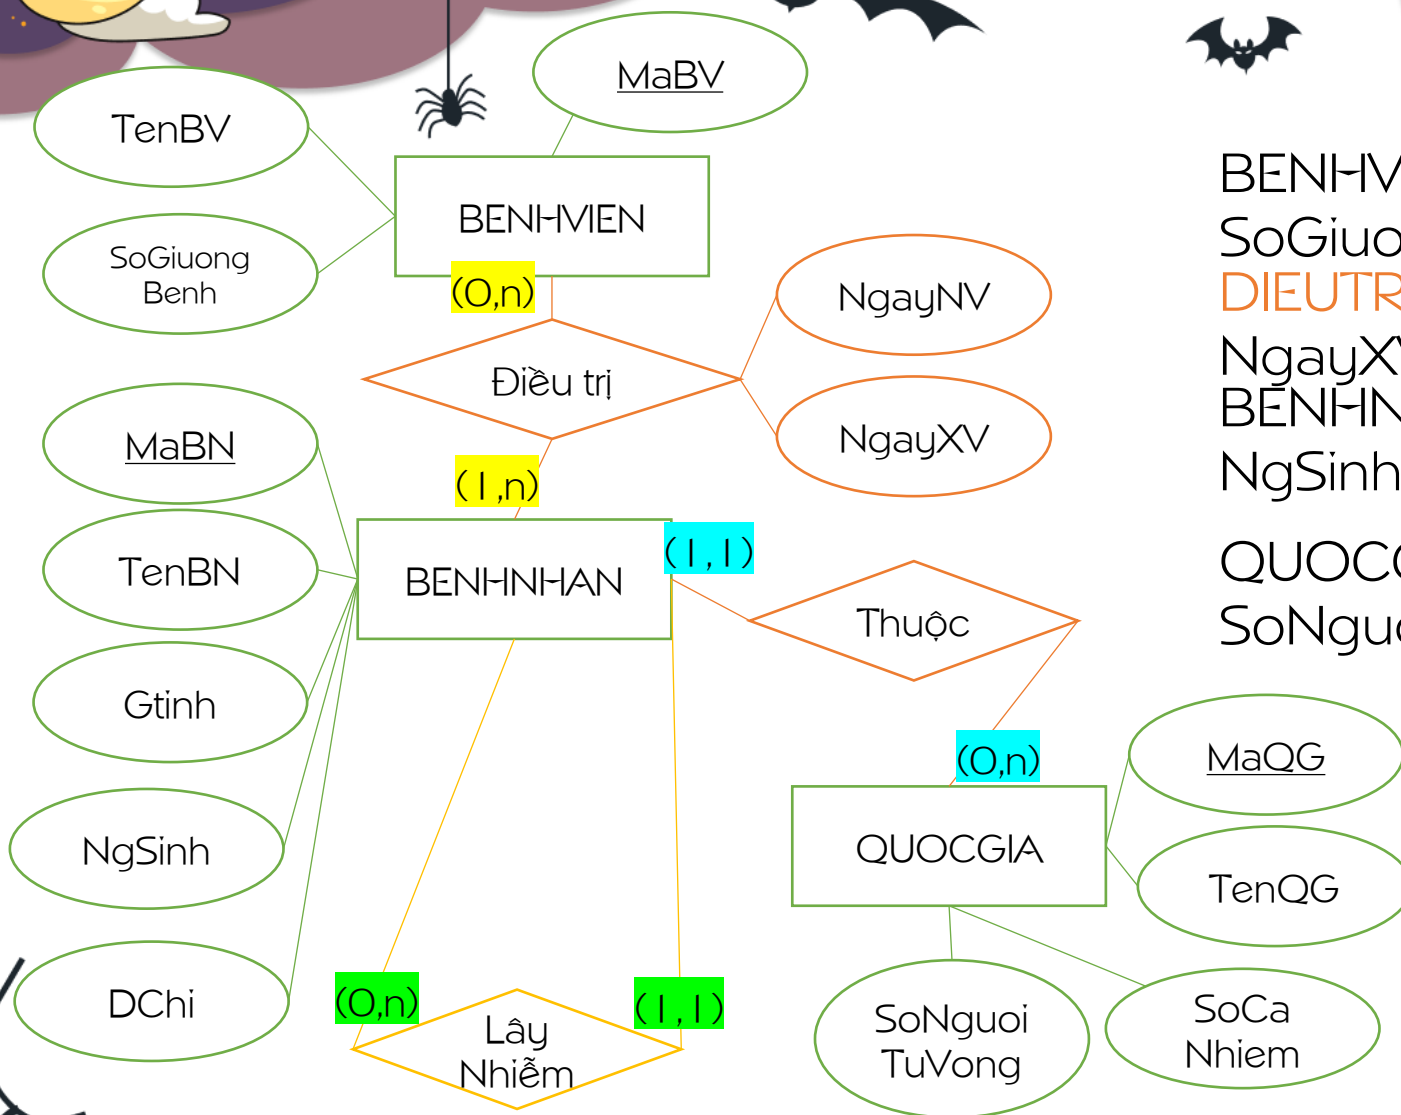 MaBV
TenBV
BENHVIEN
SoGiuong
Benh
(0,n)
NgayNV
Điều trị
NgayXV
MaBN
(1,n)
TenBN
BENHNHAN
(1,1)
Thuộc
Gtinh
(0,n)
MaQG
NgSinh
QUOCGIA
TenQG
DChi
(0,n)
(1,1)
Lây
Nhiễm
SoNguoi
TuVong
SoCa
Nhiem
BENHV
SoGiuo
DIEUTR
NgayXV
BENHN
NgSinh
QUOCG
SoNguo